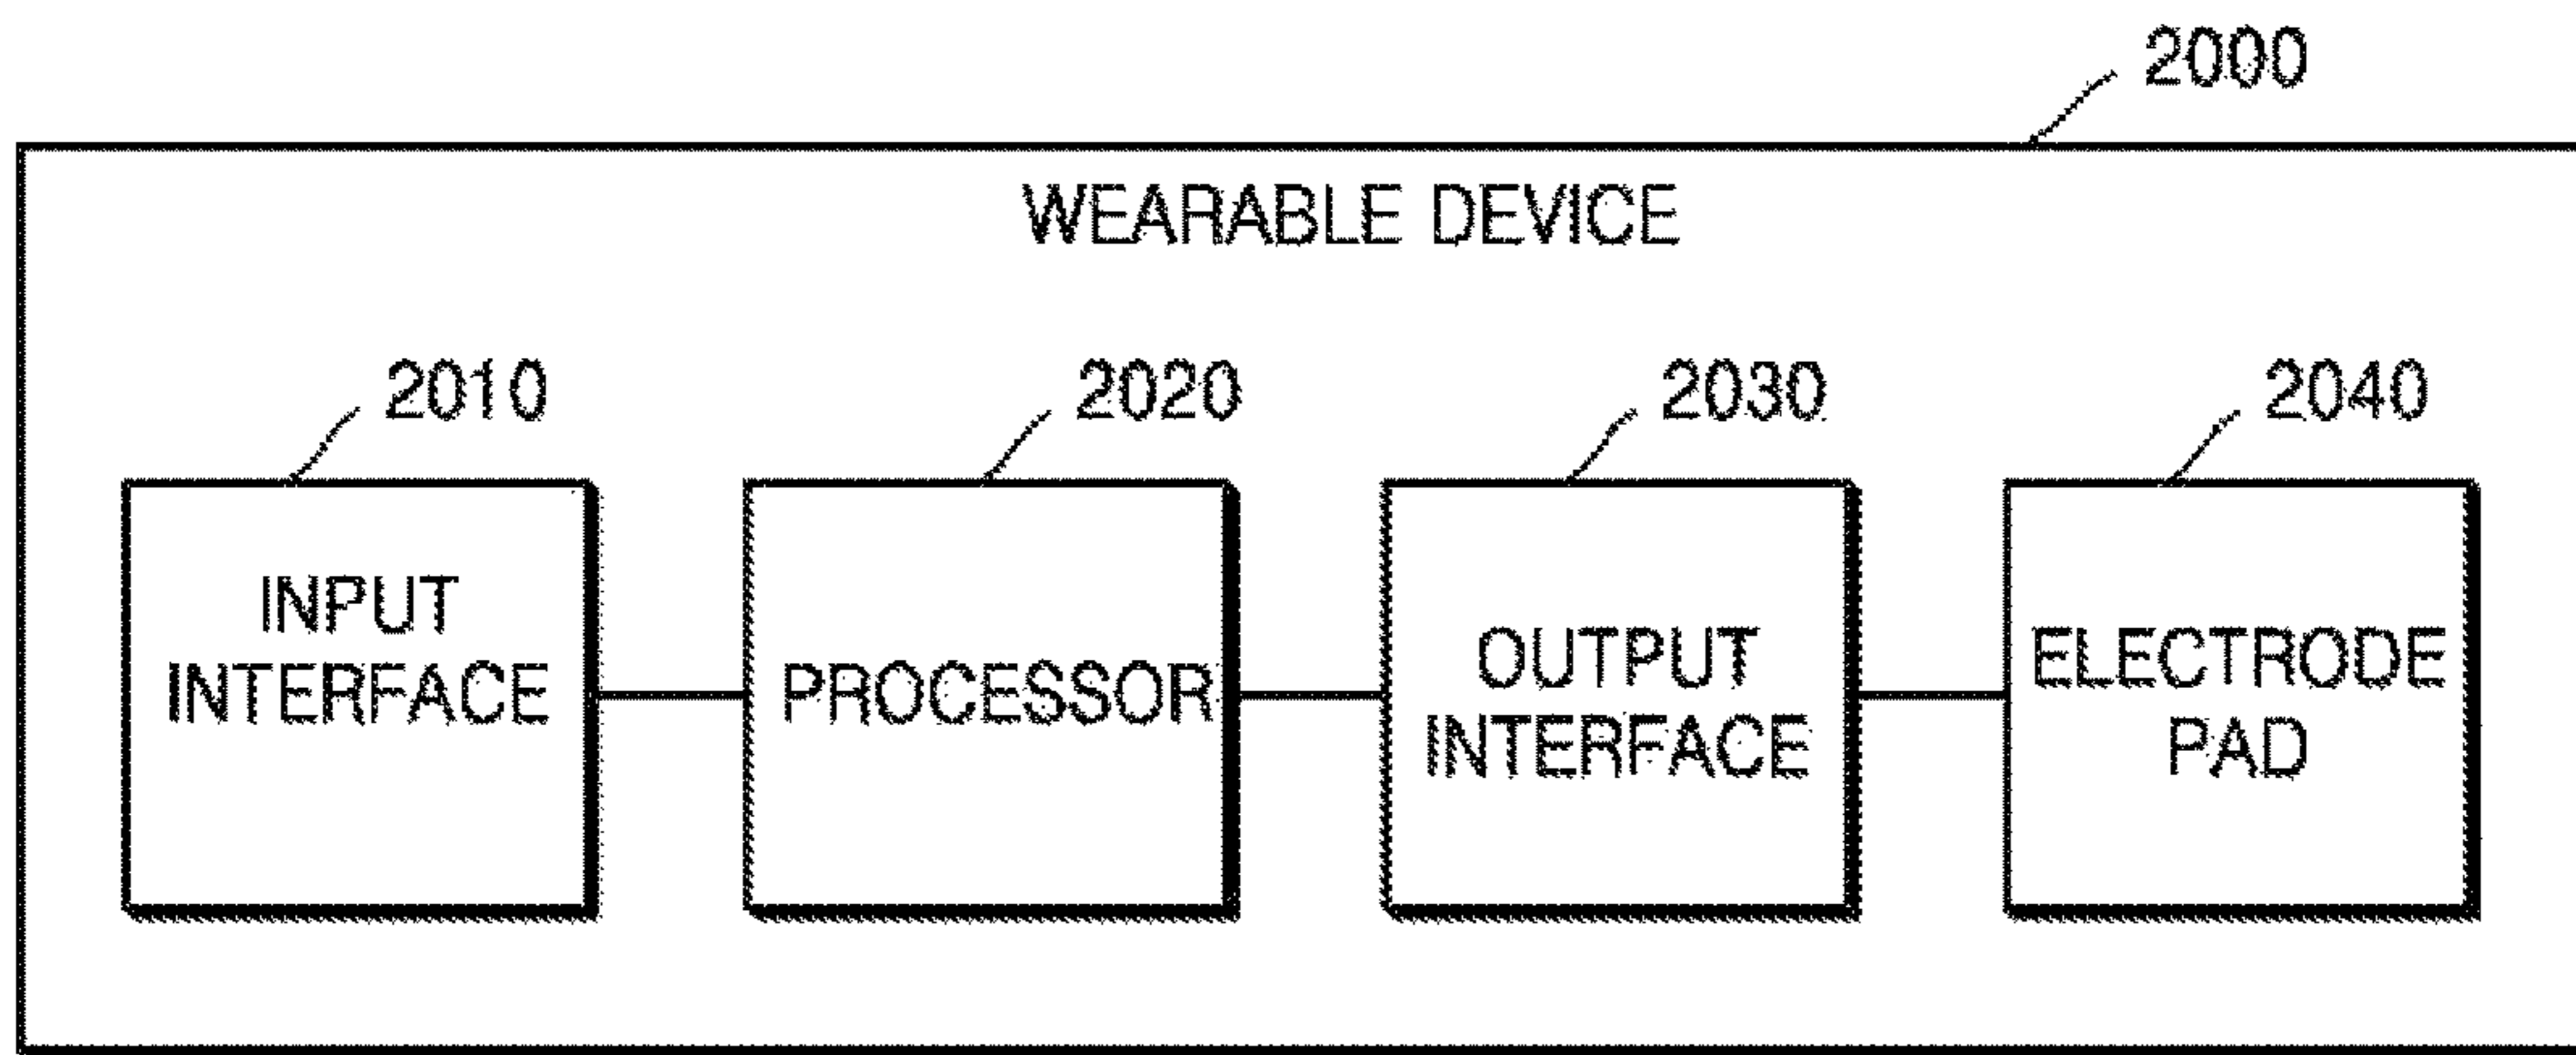 2000
WEARABLE DEVICE
2010
2020
2030
2040
INPUT
INTERFACE
PROCESSOR
OUTPUT
INTERFACE
ELECTRODE
PAD